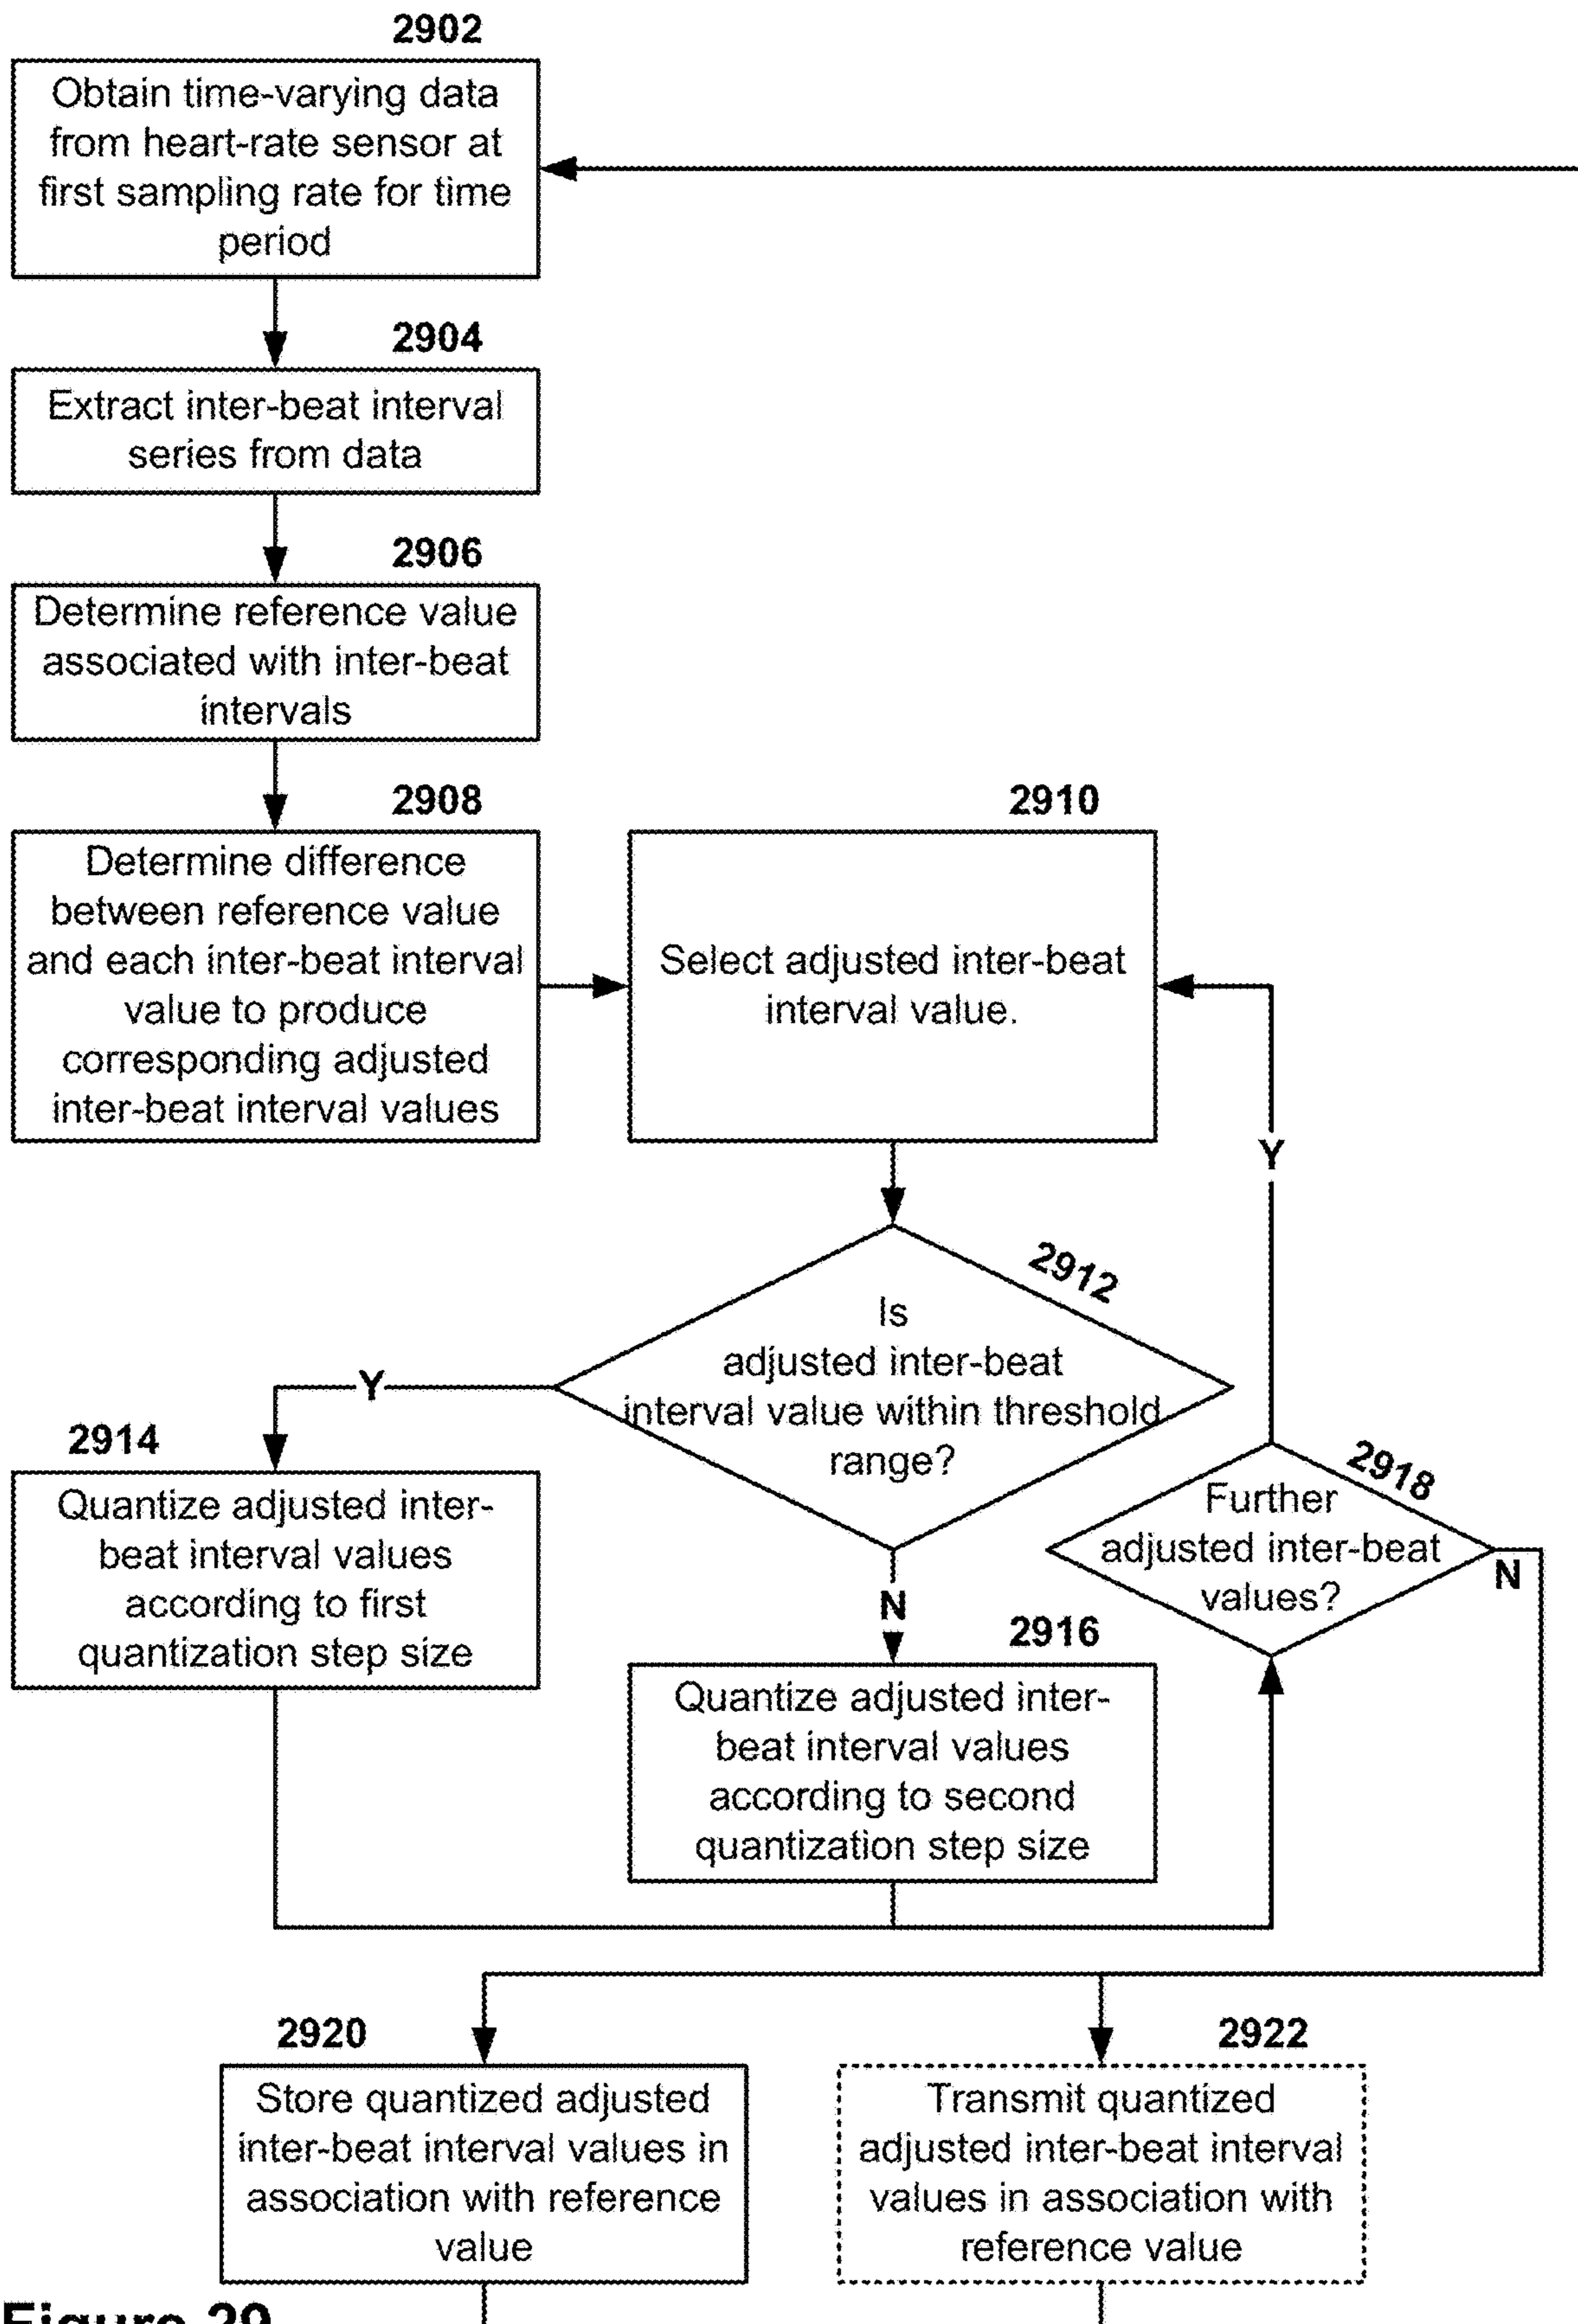 2902
Obtain time-varying data
from heart-rate sensor at
first sampling rate for time
period
2904
Extract inter-beat interval
series from data
2906
Determine reference value
associated with inter-beat
intervals
2908
Determine difference
between reference value
and each inter-beat interval
value to produce
corresponding adjusted
inter-beat interval values
2910
Select adjusted inter-beat
interval value.
2912
Is
adjusted inter-beat
interval value within threshold
range?
Y
2914
Quantize adjusted inter-
beat interval values
according to first
quantization step size
N
2916
Quantize adjusted inter-
beat interval values
according to second
quantization step size
2918
Further
adjusted inter-beat
values?
Y
N
2920
Store quantized adjusted
inter-beat interval values in
association with reference
value
2922
Transmit quantized
adjusted inter-beat interval
values in association with
reference value
Figure 29